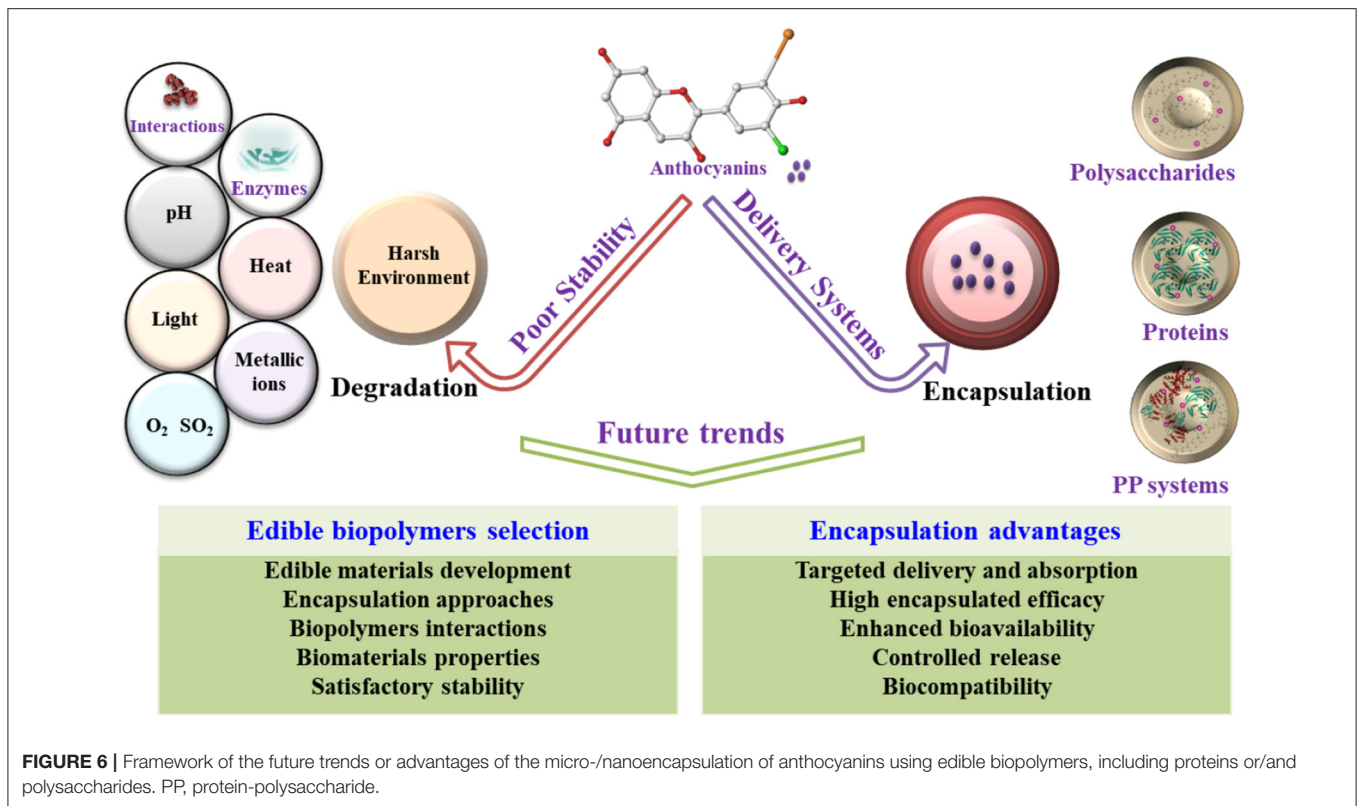 Interactions
Enzymes
pH
Heat
Light
Metallic
ions
O₂ SO₂
Harsh
Environment
Degradation
Poor Stability
Anthocyanins
Delivery Systems
Encapsulation
Polysaccharides
Proteins
PP systems
Future trends
Edible biopolymers selection
Edible materials development
Encapsulation approaches
Biopolymers interactions
Biomaterials properties
Satisfactory stability
Encapsulation advantages
Targeted delivery and absorption
High encapsulated efficacy
Enhanced bioavailability
Controlled release
Biocompatibility
FIGURE 6 | Framework of the future trends or advantages of the micro-/nanoencapsulation of anthocyanins using edible biopolymers, including proteins or/and
polysaccharides. PP, protein-polysaccharide.